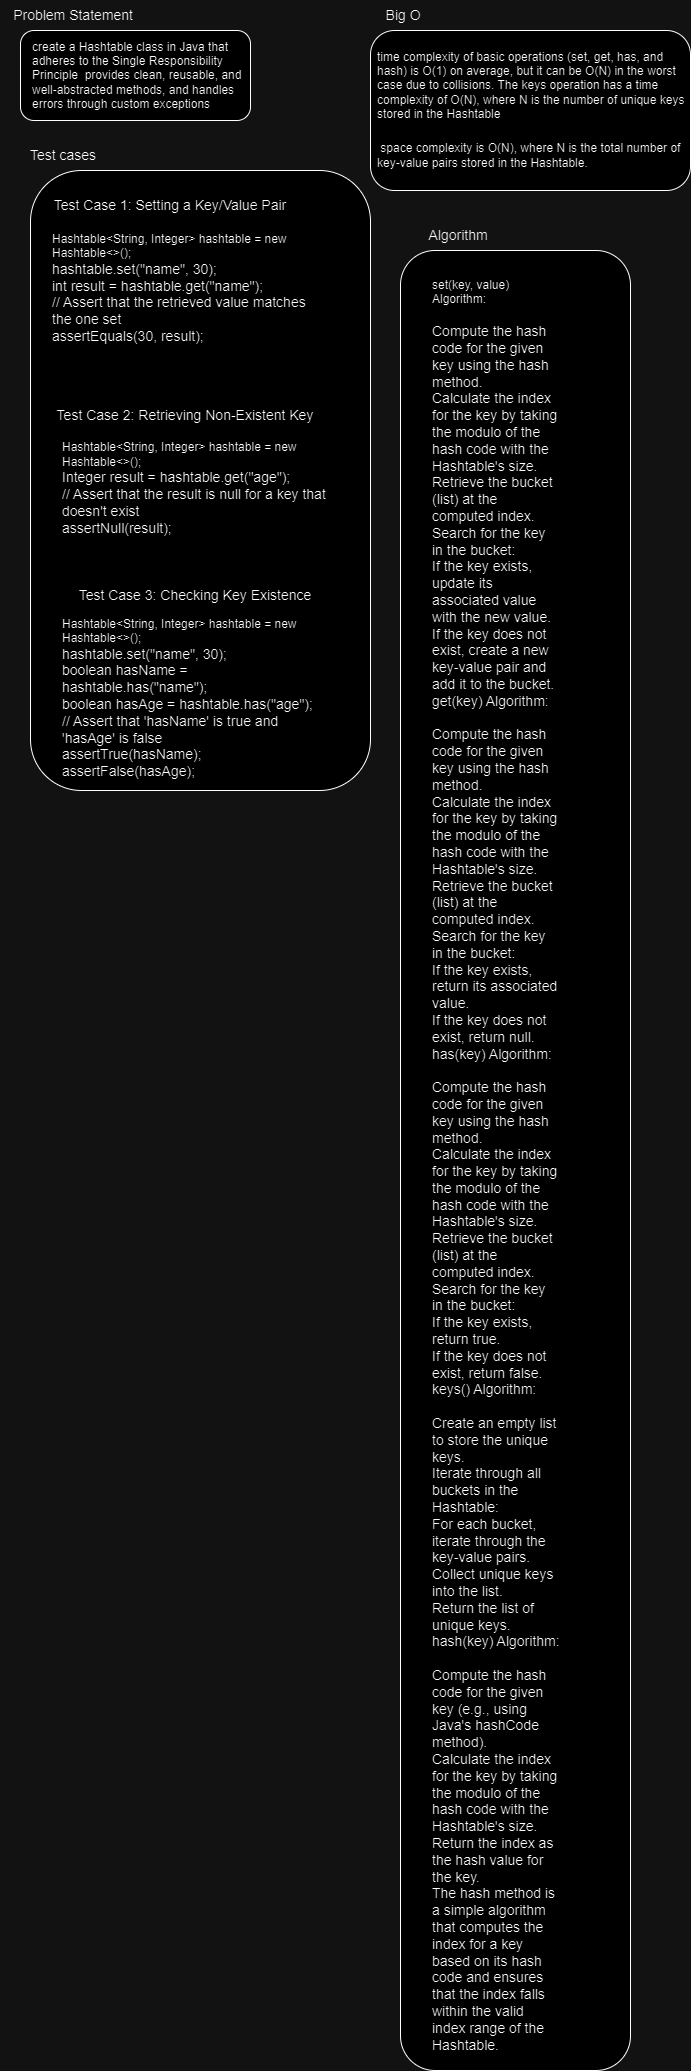 Problem Statement
create a Hashtable class in Java that
adheres to the Single Responsibility
Principle  provides clean, reusable, and
well-abstracted methods, and handles
errors through custom exceptions
Big O
time complexity of basic operations (set, get, has, and
hash) is O(1) on average, but it can be O(N) in the worst
case due to collisions. The keys operation has a time
complexity of O(N), where N is the number of unique keys
stored in the Hashtable
space complexity is O(N), where N is the total number of
key-value pairs stored in the Hashtable.
Test cases
Test Case 1: Setting a Key/Value Pair
Hashtable<String, Integer> hashtable = new
Hashtable<>();
hashtable.set("name", 30);
int result = hashtable.get("name");
// Assert that the retrieved value matches
the one set
assertEquals(30, result);
Test Case 2: Retrieving Non-Existent Key
Hashtable<String, Integer> hashtable = new
Hashtable<>();
Integer result = hashtable.get("age");
// Assert that the result is null for a key that
doesn't exist
assertNull(result);
Test Case 3: Checking Key Existence
Hashtable<String, Integer> hashtable = new
Hashtable<>();
hashtable.set("name", 30);
boolean hasName =
hashtable.has("name");
boolean hasAge = hashtable.has("age");
// Assert that 'hasName' is true and
'hasAge' is false
assertTrue(hasName);
assertFalse(hasAge);
Algorithm
set(key, value)
Algorithm:
Compute the hash
code for the given
key using the hash
method.
Calculate the index
for the key by taking
the modulo of the
hash code with the
Hashtable's size.
Retrieve the bucket
(list) at the
computed index.
Search for the key
in the bucket:
If the key exists,
update its
associated value
with the new value.
If the key does not
exist, create a new
key-value pair and
add it to the bucket.
get(key) Algorithm:
Compute the hash
code for the given
key using the hash
method.
Calculate the index
for the key by taking
the modulo of the
hash code with the
Hashtable's size.
Retrieve the bucket
(list) at the
computed index.
Search for the key
in the bucket:
If the key exists,
return its associated
value.
If the key does not
exist, return null.
has(key) Algorithm:
Compute the hash
code for the given
key using the hash
method.
Calculate the index
for the key by taking
the modulo of the
hash code with the
Hashtable's size.
Retrieve the bucket
(list) at the
computed index.
Search for the key
in the bucket:
If the key exists,
return true.
If the key does not
exist, return false.
keys() Algorithm:
Create an empty list
to store the unique
keys.
Iterate through all
buckets in the
Hashtable:
For each bucket,
iterate through the
key-value pairs.
Collect unique keys
into the list.
Return the list of
unique keys.
hash(key) Algorithm:
Compute the hash
code for the given
key (e.g., using
Java's hashCode
method).
Calculate the index
for the key by taking
the modulo of the
hash code with the
Hashtable's size.
Return the index as
the hash value for
the key.
The hash method is
a simple algorithm
that computes the
index for a key
based on its hash
code and ensures
that the index falls
within the valid
index range of the
Hashtable.